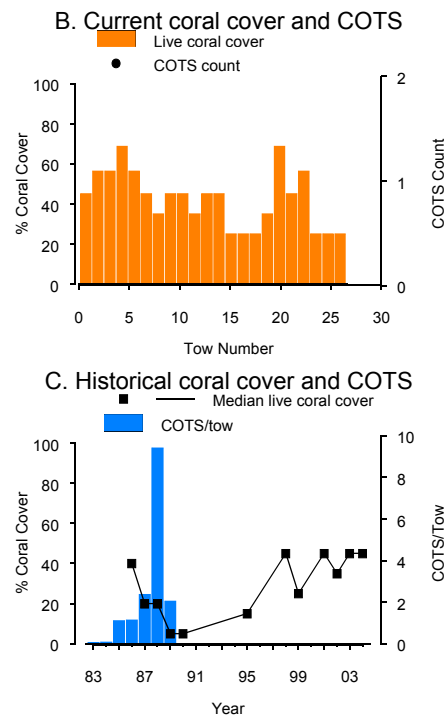 B. Current coral cover and COTS
Live coral cover
COTS count
100
80
60
40
20
0
% Coral Cover
2
1
0
COTS Count
0 5 10 15 20 25 30
Tow Number
C. Historical coral cover and COTS
Median live coral cover
COTS/tow
100
80
60
40
20
0
% Coral Cover
10
8
6
4
2
0
COTS/Tow
83 87 91 95 99 03
Year